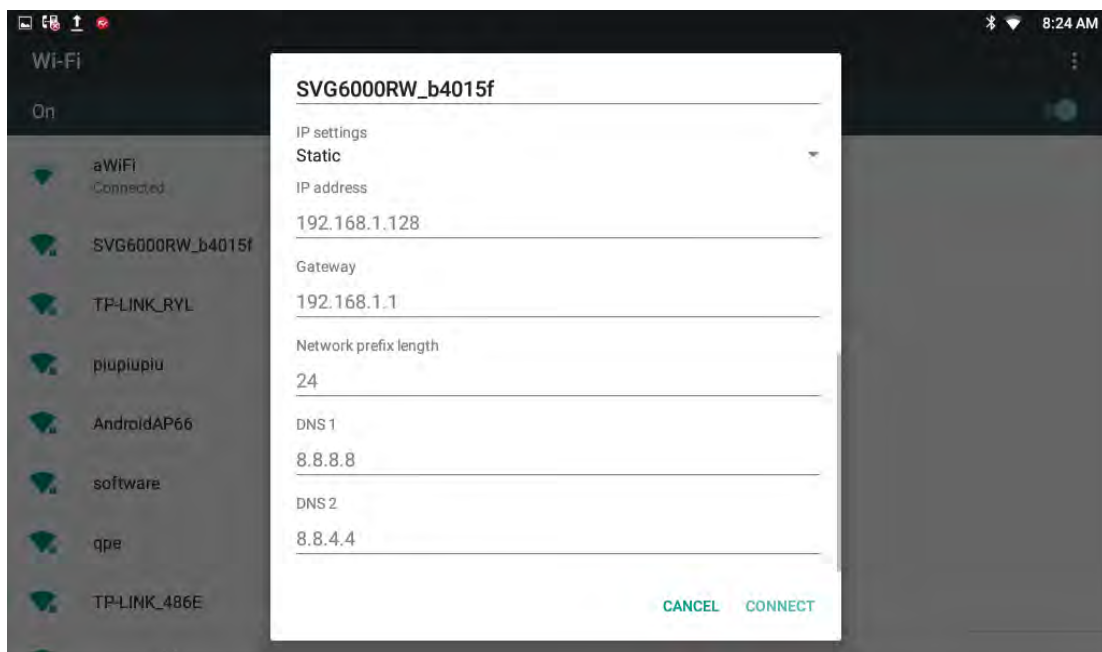 8:24 AM
Wi-Fi
On
aWiFi
Connected
SVG6000RW_b4015f
TP-LINK_RYL
piupiupiu
AndroidAP66
software
qpe
TP-LINK_486E
SVG6000RW_b4015f
IP settings
Static
IP address
192.168.1.128
Gateway
192.168.1.1
Network prefix length
24
DNS 1
8.8.8.8
DNS 2
8.8.4.4
CANCEL CONNECT